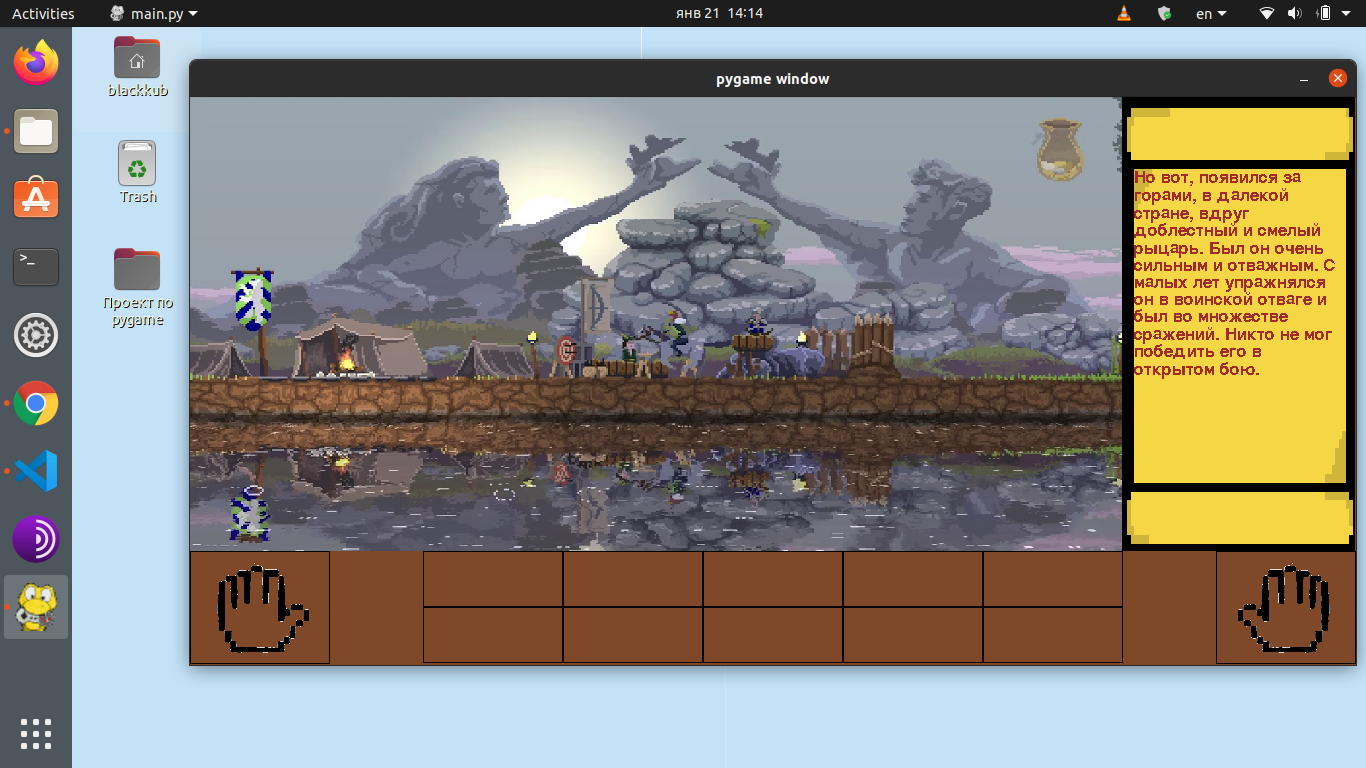 Activities
main.py
янв 21 14:14
en
blackkub
Trash
Проект по
pygame
pygame window
Но вот, появился за
горами, в далекой
стране, вдруг
доблестный и смелый
рыцарь. Был он очень
сильным и отважным. С
малых лет упражнялся
он в воинской отваге и
был во множестве
сражений. Никто не мог
победить его в
открытом бою.